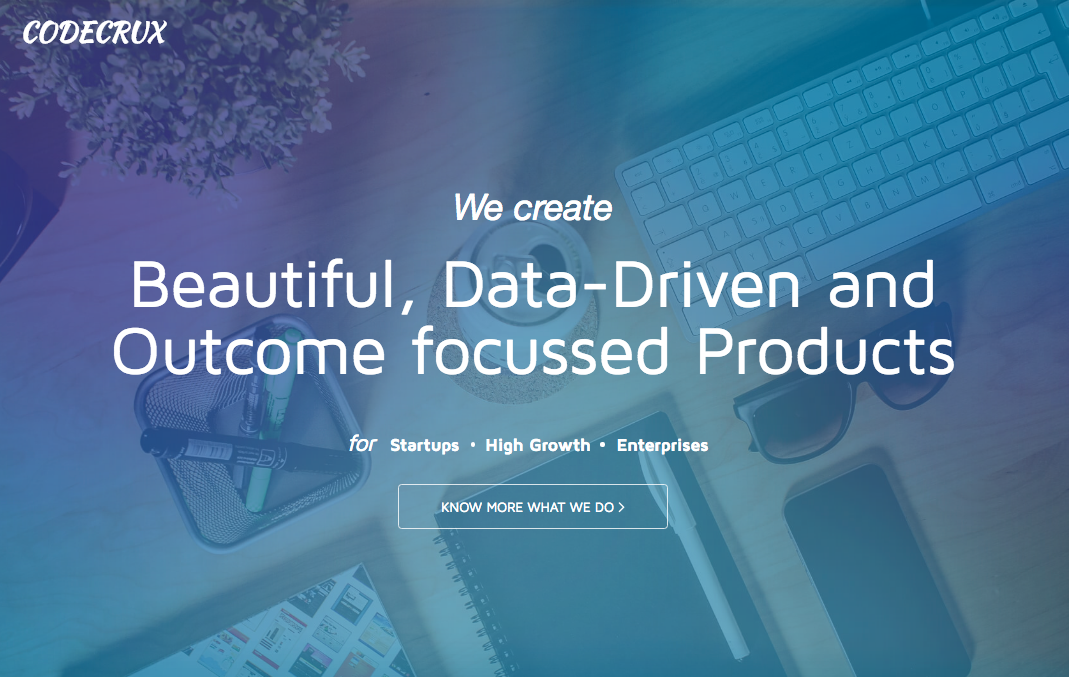 CODECRUX
We create
Beautiful, Data-Driven and
Outcome focussed Products
for Startups • High Growth • Enterprises
KNOW MORE WHAT WE DO >